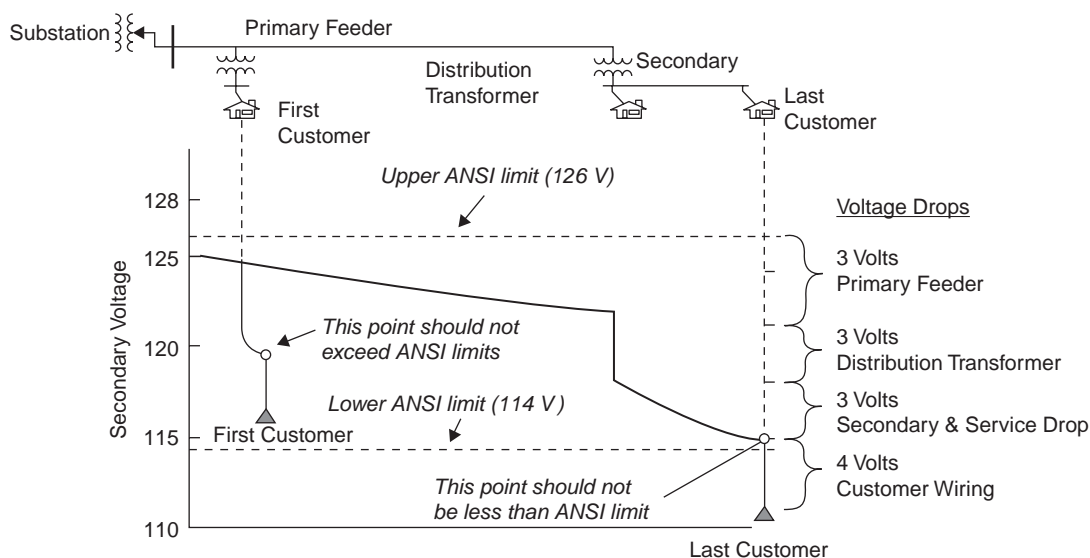 Primary Feeder
Substation
Distribution
Transformer
Secondary
First
Customer
Last
Customer
Upper ANSI limit (126 V)
Voltage Drops
128
125
120
115
110
Secondary Voltage
3 Volts
Primary Feeder
This point should not
exceed ANSI limits
3 Volts
Distribution Transformer
Lower ANSI limit (114 V)
First Customer
3 Volts
Secondary & Service Drop
4 Volts
Customer Wiring
This point should not
be less than ANSI limit
Last Customer